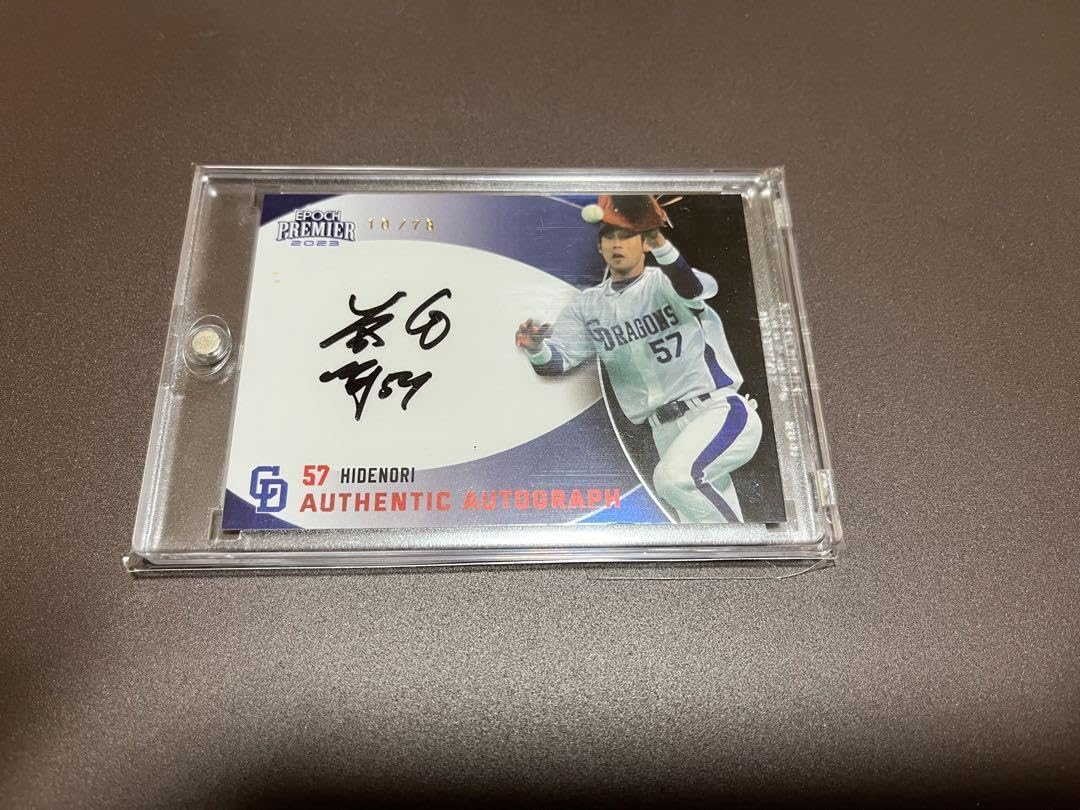 EPOCH
PREMIER
2023
DRAGONS
57
57 HIDENORI
AUTHENTIC AUTOGRAPH